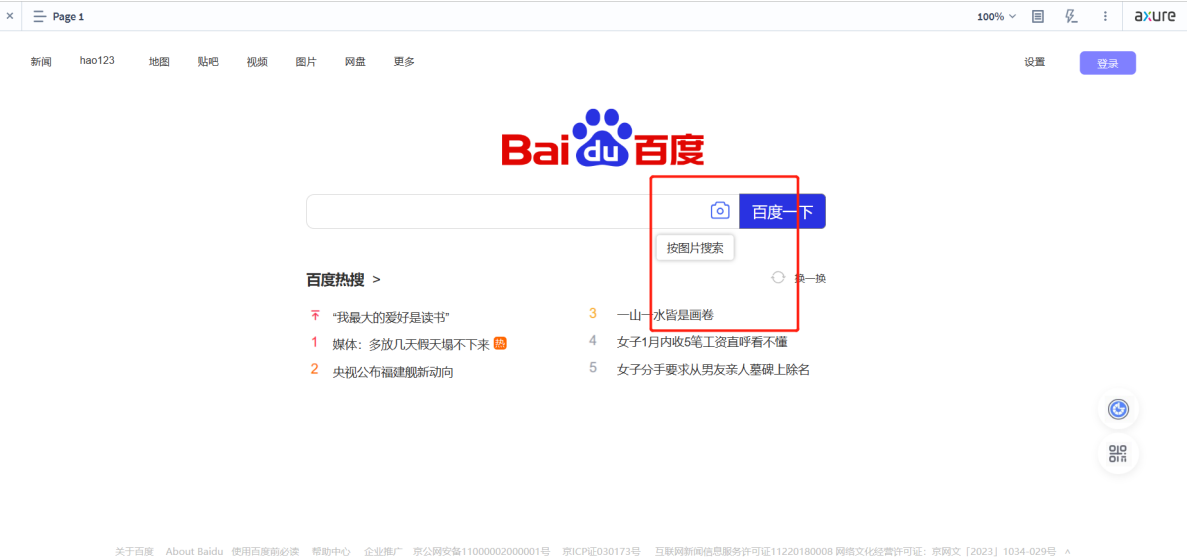 Page 1
100%
axure
新闻 hao123 地图 贴吧 视频 图片 网盘 更多 设置 登录
Bai du 百度
百度一下
按图片搜索
百度热搜 > 换一换
“我最大的爱好是读书”
1 媒体：多放几天假天塌不下来 热
2 央视公布福建舰新动向
3 一山一水皆是画卷
4 女子1月内收5笔工资直呼看不懂
5 女子分手要求从男友亲人墓碑上除名
关于百度 About Baidu 使用百度前必读 帮助中心 企业推广 京公网安备11000002000001号 京ICP证030173号 互联网新闻信息服务许可证11220180008 网络文化经营许可证：京网文「2023」1034-029号